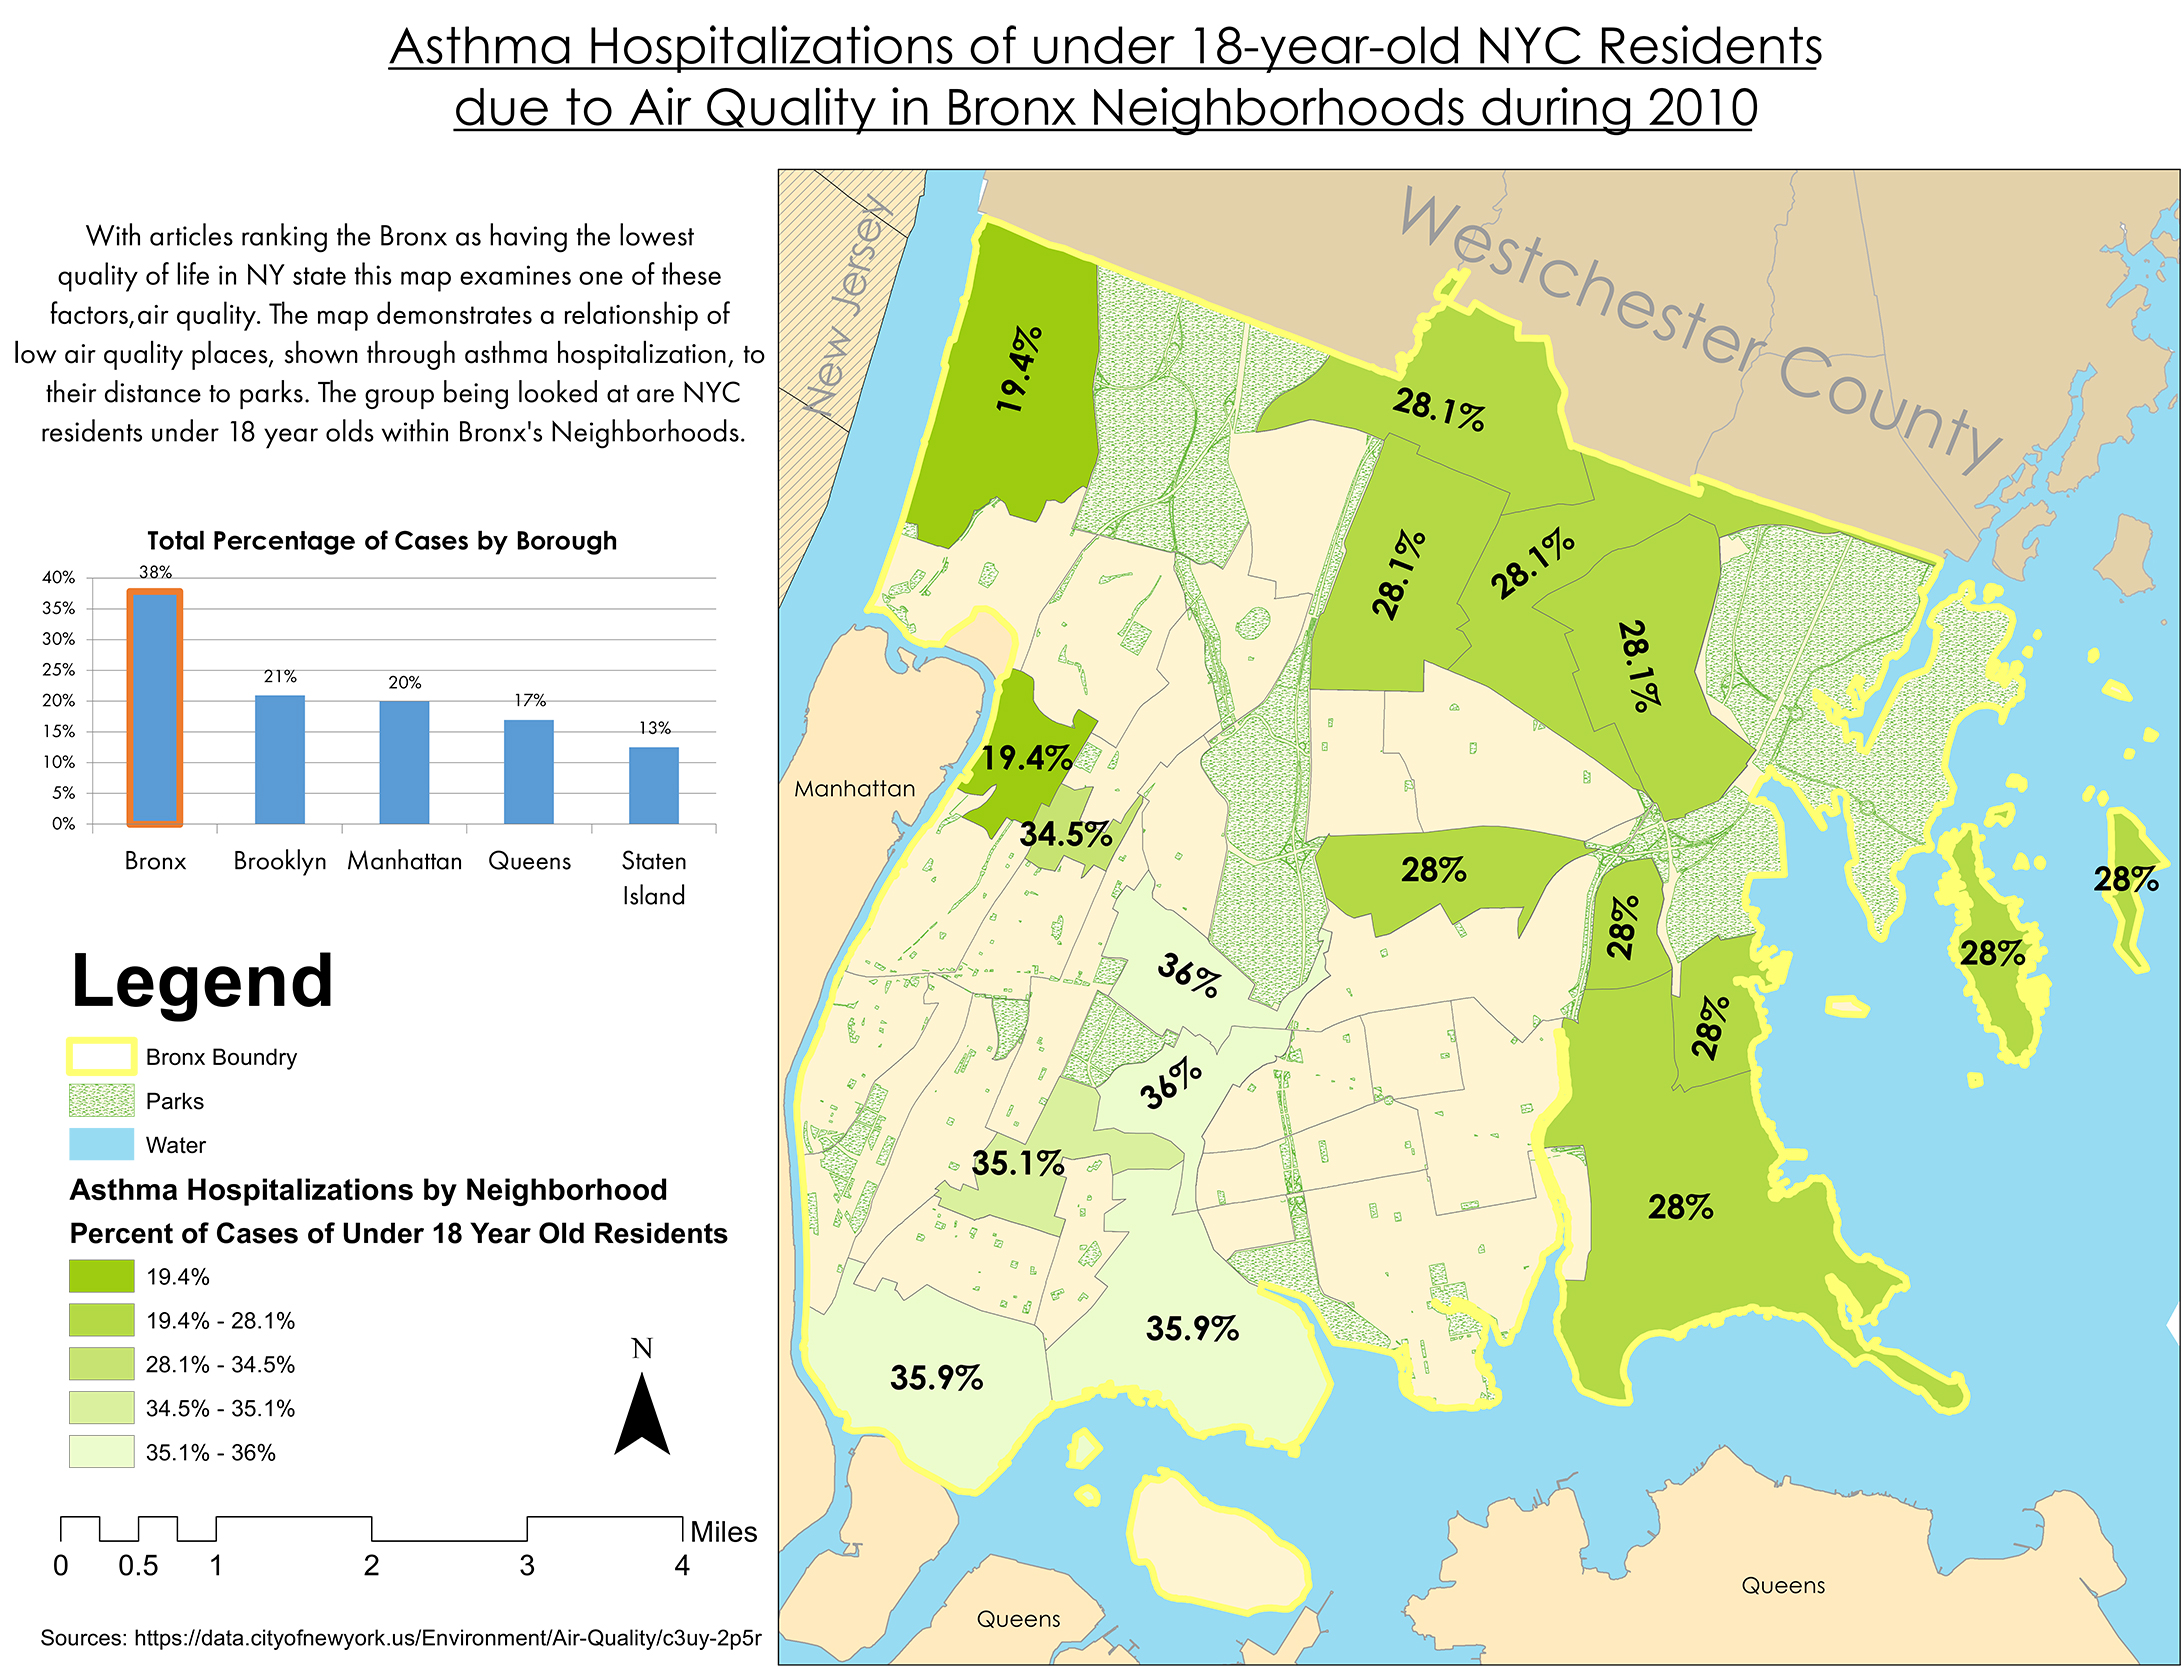 Asthma Hospitalizations of under 18-year-old NYC Residents
due to Air Quality in Bronx Neighborhoods during 2010
With articles ranking the Bronx as having the lowest
quality of life in NY state this map examines one of these
factors,air quality. The map demonstrates a relationship of
low air quality places, shown through asthma hospitalization, to
their distance to parks. The group being looked at are NYC
residents under 18 year olds within Bronx's Neighborhoods.
Total Percentage of Cases by Borough
40%
35%
30%
25%
20%
15%
10%
5%
0%
38%
21%
20%
17%
13%
Bronx
Brooklyn
Manhattan
Queens
Staten
Island
Legend
Bronx Boundry
Parks
Water
Asthma Hospitalizations by Neighborhood
Percent of Cases of Under 18 Year Old Residents
19.4%
19.4% - 28.1%
28.1% - 34.5%
34.5% - 35.1%
35.1% - 36%
N
0 0.5 1 2 3 4 Miles
Sources: https://data.cityofnewyork.us/Environment/Air-Quality/c3uy-2p5r
New Jersey
Westchester County
19.4%
28.1%
28.1%
28.1%
28.1%
19.4%
Manhattan
34.5%
28%
28%
28%
28%
28%
36%
36%
35.1%
28%
35.9%
35.9%
Queens
Queens